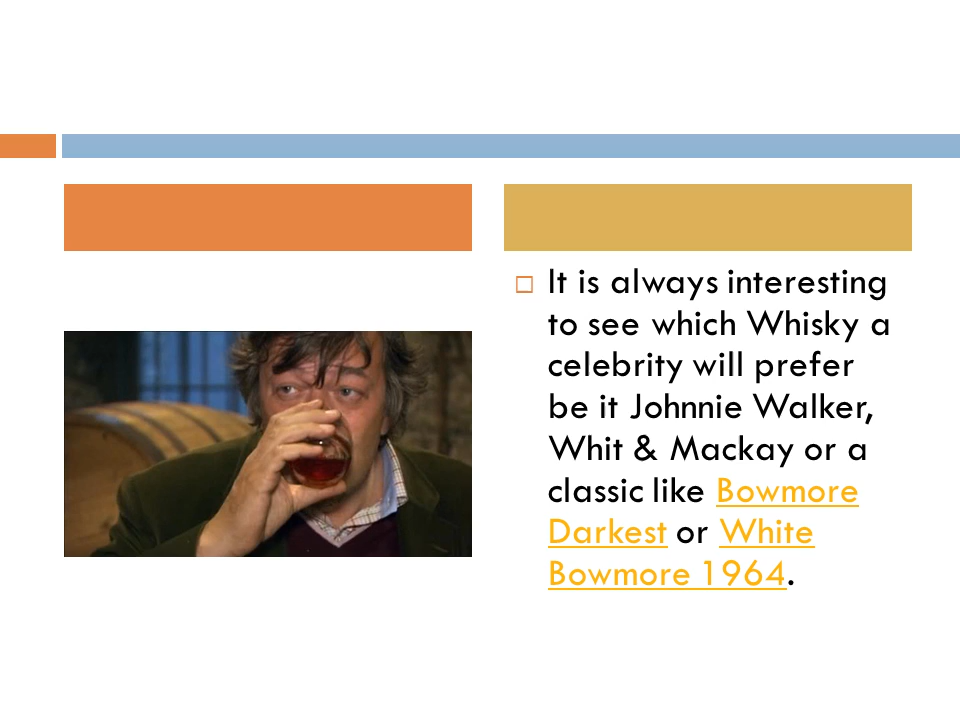 It is always interesting
to see which Whisky a
celebrity will prefer
be it Johnnie Walker,
Whit & Mackay or a
classic like Bowmore
Darkest or White
Bowmore 1964.